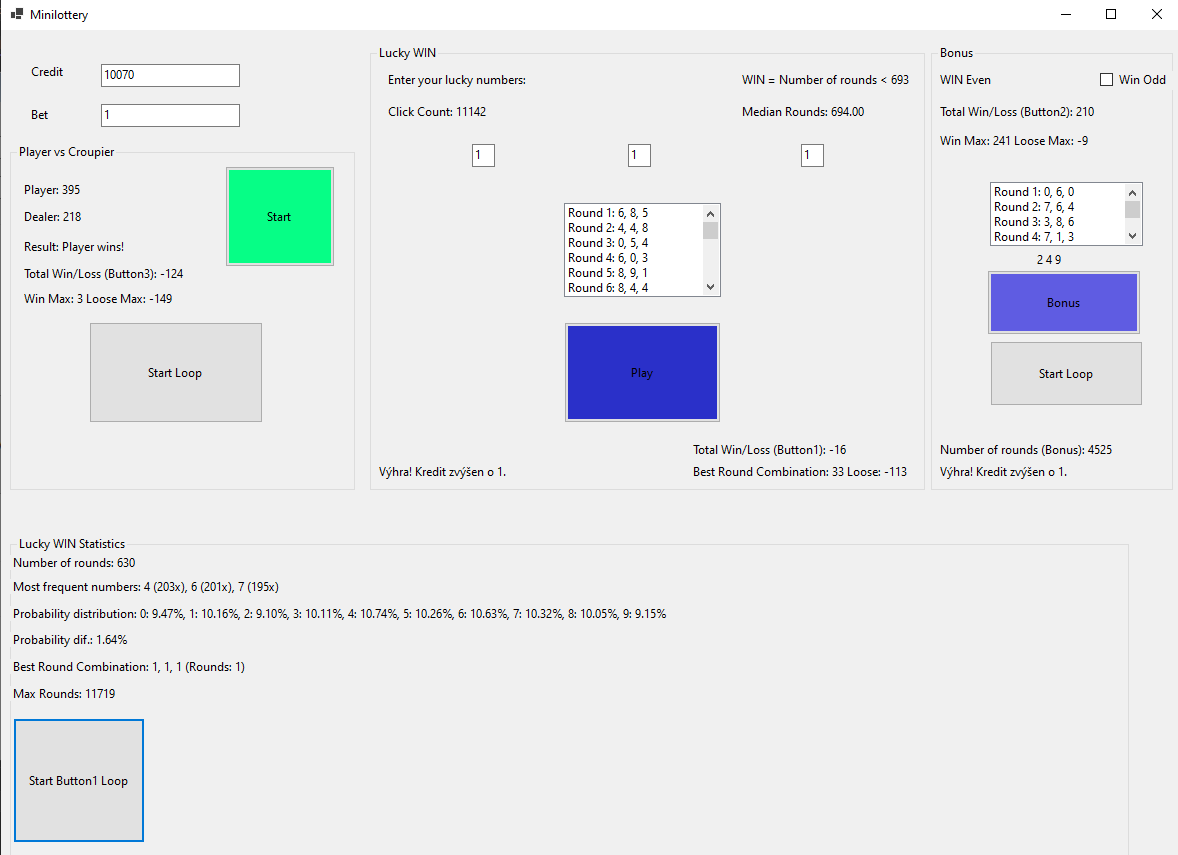 Minilottery
Credit
10070
Bet
1
Player vs Croupier
Player: 395
Dealer: 218
Result: Player wins!
Total Win/Loss (Button3): -124
Win Max: 3 Loose Max: -149
Start
Start Loop
Lucky WIN
Enter your lucky numbers:
WIN = Number of rounds < 693
Click Count: 11142
Median Rounds: 694.00
1
1
1
Round 1: 6, 8, 5
Round 2: 4, 4, 8
Round 3: 0, 5, 4
Round 4: 6, 0, 3
Round 5: 8, 9, 1
Round 6: 8, 4, 4
Play
Total Win/Loss (Button1): -16
Výhra! Kredit zvýšen o 1.
Best Round Combination: 33 Loose: -113
Bonus
WIN Even
Win Odd
Total Win/Loss (Button2): 210
Win Max: 241 Loose Max: -9
Round 1: 0, 6, 0
Round 2: 7, 6, 4
Round 3: 3, 8, 6
Round 4: 7, 1, 3
2 4 9
Bonus
Start Loop
Number of rounds (Bonus): 4525
Výhra! Kredit zvýšen o 1.
Lucky WIN Statistics
Number of rounds: 630
Most frequent numbers: 4 (203x), 6 (201x), 7 (195x)
Probability distribution: 0: 9.47%, 1: 10.16%, 2: 9.10%, 3: 10.11%, 4: 10.74%, 5: 10.26%, 6: 10.63%, 7: 10.32%, 8: 10.05%, 9: 9.15%
Probability dif.: 1.64%
Best Round Combination: 1, 1, 1 (Rounds: 1)
Max Rounds: 11719
Start Button1 Loop